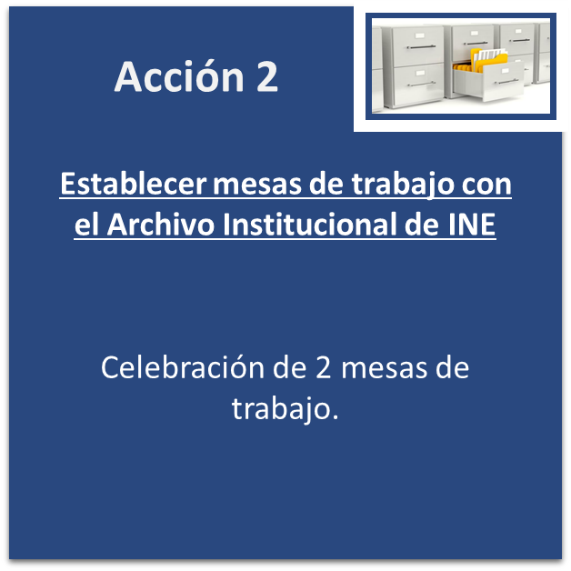 Acción 2
Establecer mesas de trabajo con
el Archivo Institucional de INE
Celebración de 2 mesas de
trabajo.